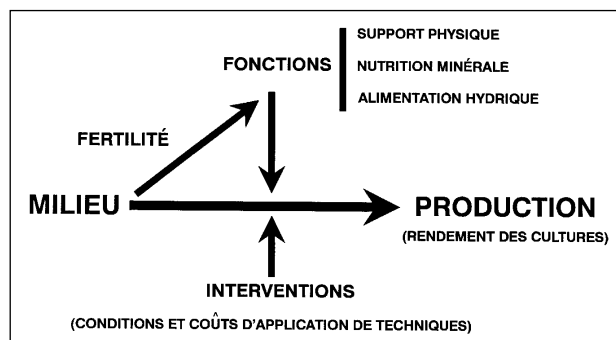 SUPPORT PHYSIQUE
FONCTIONS
NUTRITION MINÉRALE
ALIMENTATION HYDRIQUE
FERTILITÉ
MILIEU
PRODUCTION
(RENDEMENT DES CULTURES)
INTERVENTIONS
(CONDITIONS ET COÛTS D'APPLICATION DE TECHNIQUES)